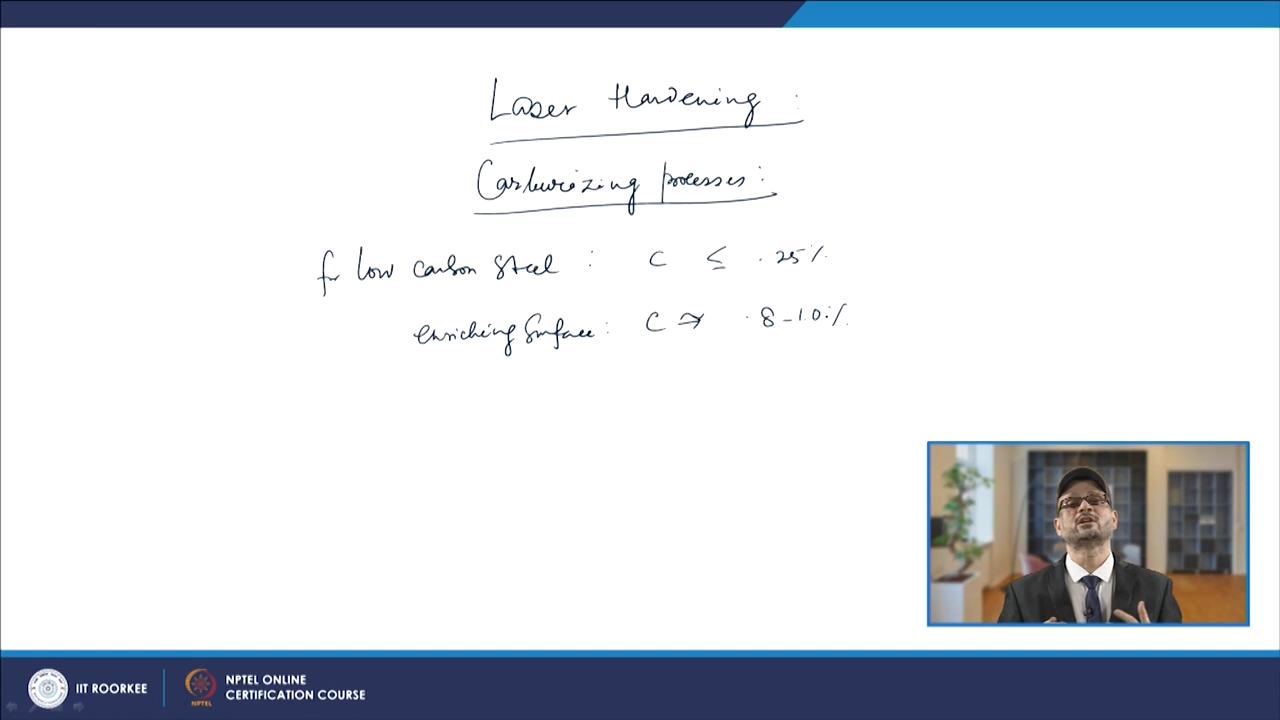 Laser Hardening :
Carburizing processes :
for low carbon steel : C ≤ .25%
enriching surface : C ⇒ .8-1.0%
IIT ROORKEE
NPTEL
NPTEL ONLINE
CERTIFICATION COURSE